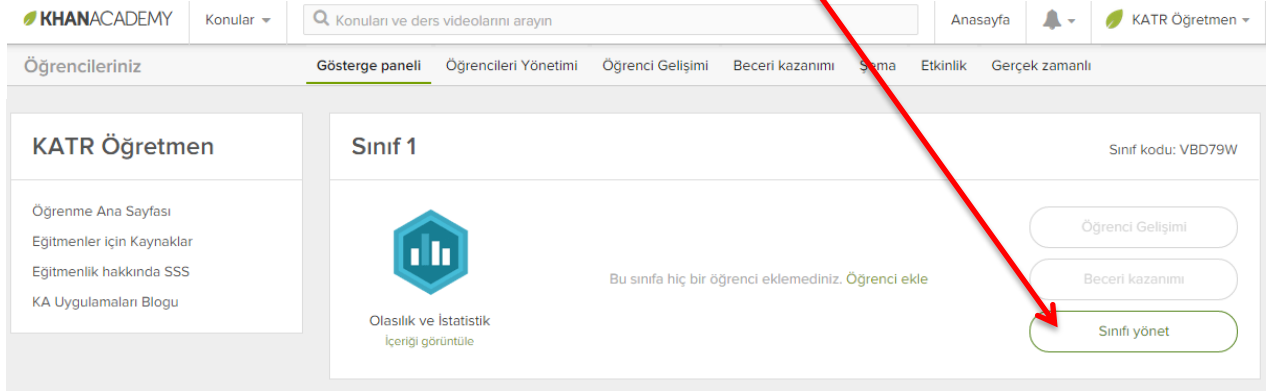 KHANACADEMY Konular Konuları ve ders videolarını arayın Anasayfa KATR Öğretmen
Öğrencileriniz Gösterge paneli Öğrencileri Yönetimi Öğrenci Gelişimi Beceri kazanımı Şema Etkinlik Gerçek zamanlı
KATR Öğretmen
Öğrenme Ana Sayfası
Eğitmenler için Kaynaklar
Eğitmenlik hakkında SSS
KA Uygulamaları Blogu
Sınıf 1
Sınıf kodu: VBD79W
Olasılık ve İstatistik
İçeriği görüntüle
Bu sınıfa hiç bir öğrenci eklemediniz. Öğrenci ekle
Öğrenci Gelişimi
Beceri kazanımı
Sınıfı yönet